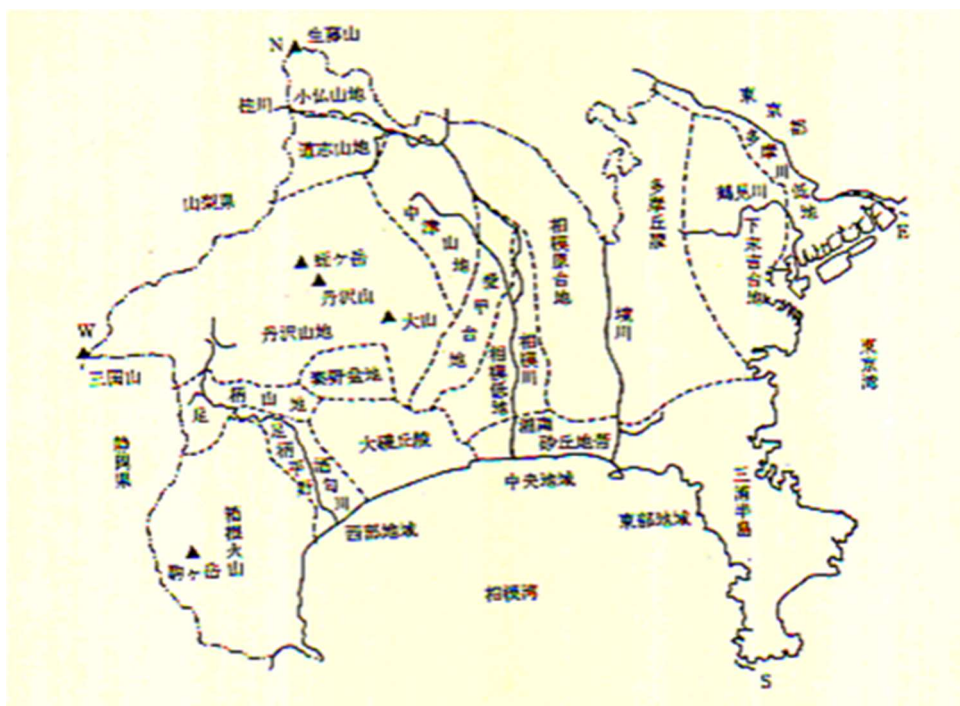 N
生藤山
小仏山地
桂川
道志山地
山梨県
東京都
多摩川低地
鶴見川
下末吉台地
E
多摩丘陵
相模原台地
中津山地
愛甲台地
蛭ヶ岳
丹沢山
大山
丹沢山地
W
三国山
秦野盆地
足柄山地
相模川
境川
東京湾
静岡県
大磯丘陵
湘南
砂丘地帯
足柄平野
酒匂川
中央地域
西部地域
東部地域
三浦半島
箱根火山
駒ヶ岳
相模湾
S